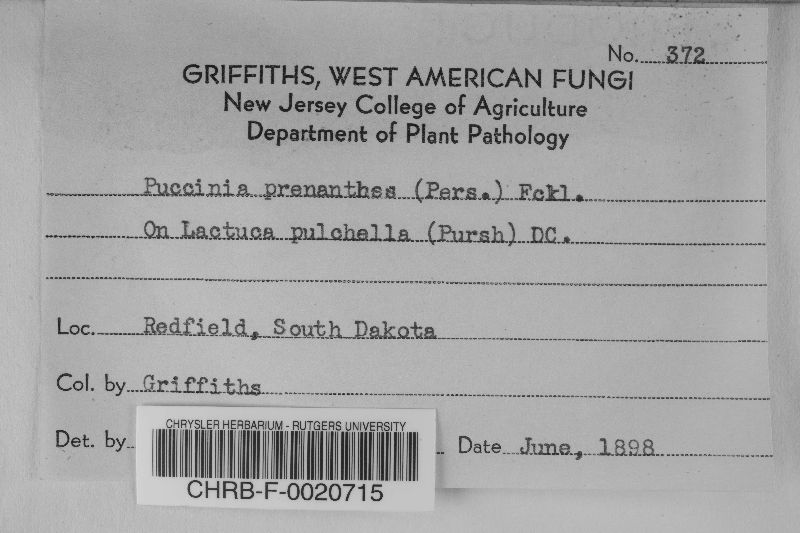 No. 372
GRIFFITHS, WEST AMERICAN FUNGI
New Jersey College of Agriculture
Department of Plant Pathology
Puccinia prenanthes (Pers.) Fckl.
On Lactuca pulchella (Pursh) DC.
Loc. Redfield, South Dakota
Col. by Griffiths
Det. by Date June, 1898
CHRYSLER HERBARIUM - RUTGERS UNIVERSITY
CHRB-F-0020715